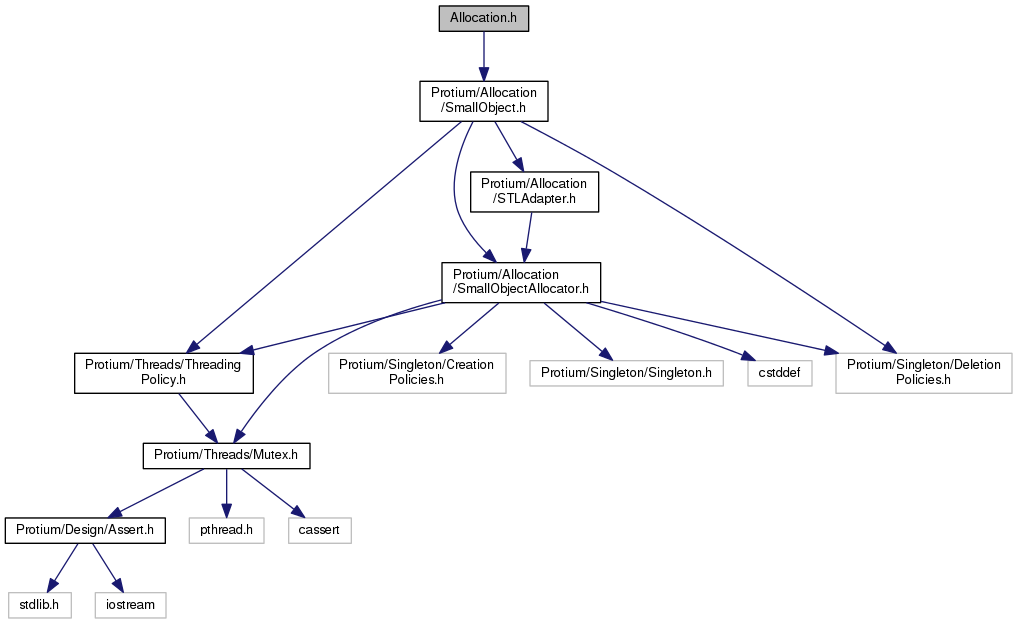 Allocation.h
Protium/Allocation
/SmallObject.h
Protium/Allocation
/STLAdapter.h
Protium/Allocation
/SmallObjectAllocator.h
Protium/Threads/Threading
Policy.h
Protium/Singleton/Creation
Policies.h
Protium/Singleton/Singleton.h
cstddef
Protium/Singleton/Deletion
Policies.h
Protium/Threads/Mutex.h
Protium/Design/Assert.h
pthread.h
cassert
stdlib.h
iostream